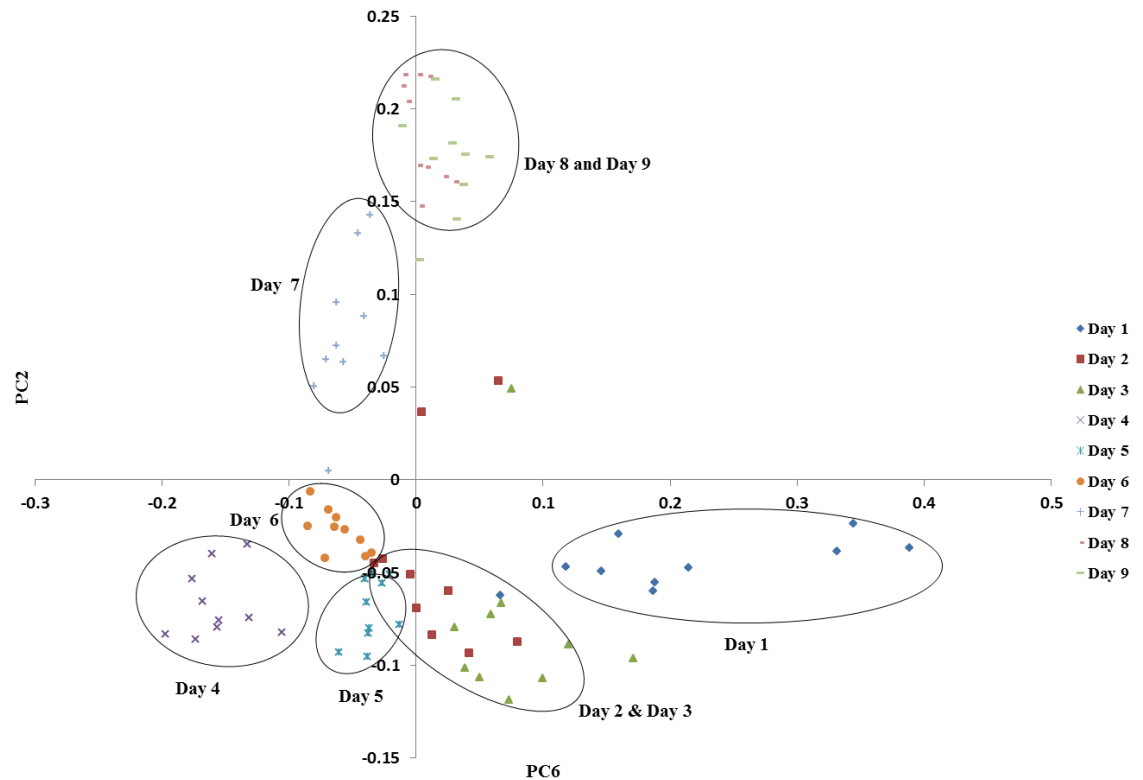 0.25
0.2
Day 8 and Day 9
0.15
Day 7
0.1
Day 1
Day 2
PC2
0.05
Day 3
Day 4
Day 5
0
-0.3
-0.2
-0.1
0
0.1
0.2
0.3
0.4
0.5
Day 6
Day 6
Day 7
-0.05
Day 8
Day 9
Day 1
-0.1
Day 4
Day 5
Day 2 & Day 3
-0.15
PC6